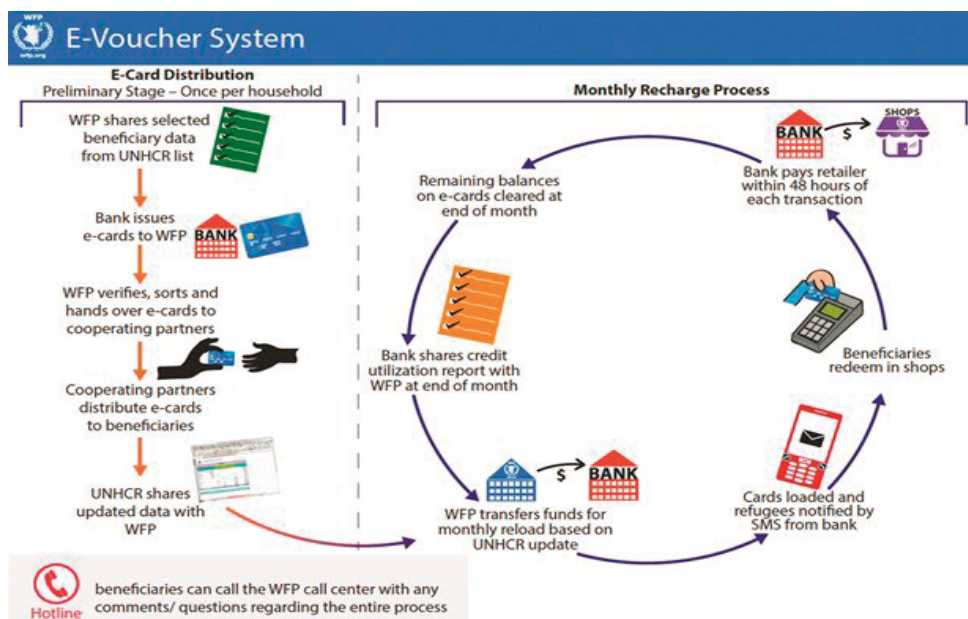 WFP
wfp.org
E-Voucher System
E-Card Distribution
Preliminary Stage – Once per household
WFP shares selected
beneficiary data
from UNHCR list
Bank issues
e-cards to WFP
BANK
WFP verifies, sorts and
hands over e-cards to
cooperating partners
Cooperating partners
distribute e-cards
to beneficiaries
UNHCR shares
updated data with
WFP
Monthly Recharge Process
BANK
$
SHOPS
Bank pays retailer
within 48 hours of
each transaction
Remaining balances
on e-cards cleared at
end of month
Bank shares credit
utilization report with
WFP at end of month
$
BANK
WFP transfers funds for
monthly reload based on
UNHCR update
Cards loaded and
refugees notified by
SMS from bank
Beneficiaries
redeem in shops
Hotline
beneficiaries can call the WFP call center with any
comments/ questions regarding the entire process